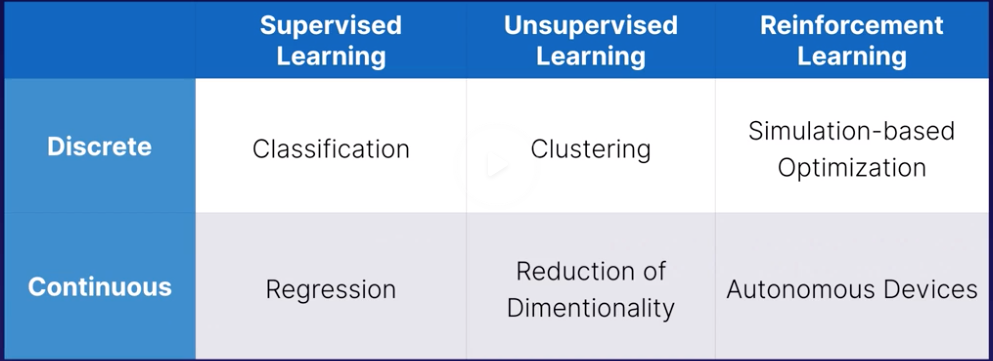 Supervised Learning
Unsupervised Learning
Reinforcement Learning
Discrete
Classification
Clustering
Simulation-based
Optimization
Continuous
Regression
Reduction of
Dimentionality
Autonomous Devices